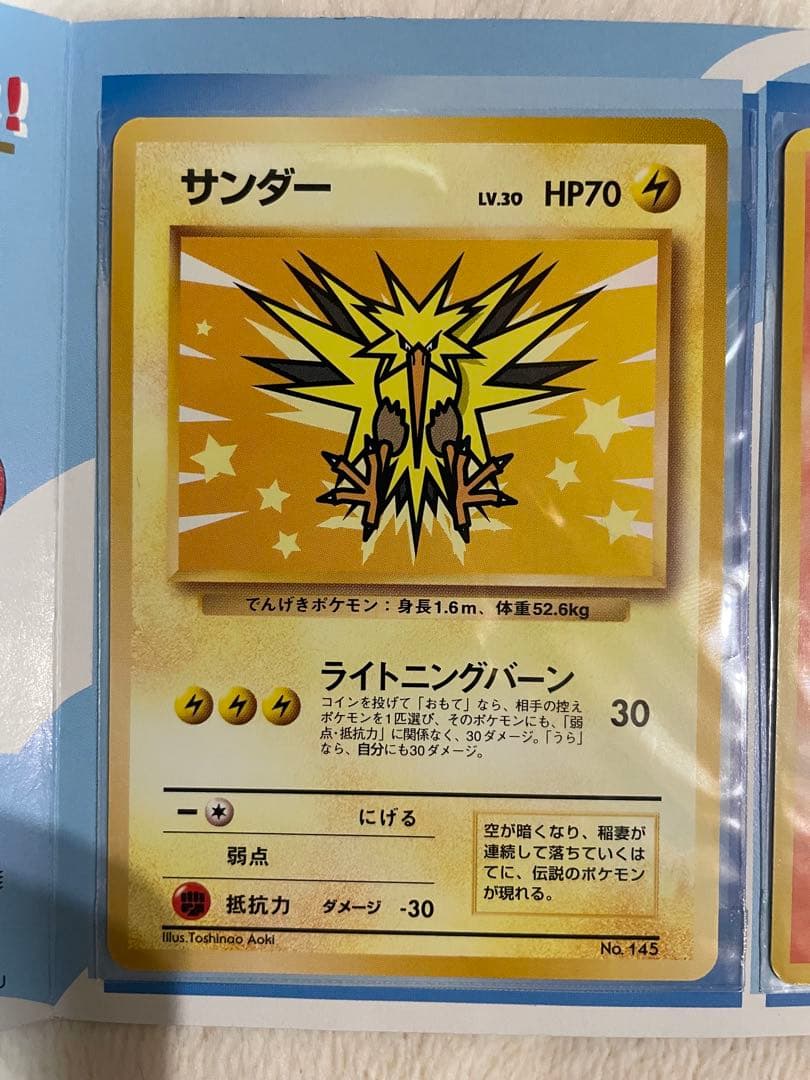 !
サンダー LV.30 HP70
でんげきポケモン：身長1.6m、体重52.6kg
ライトニングバーン
コインを投げて「おもて」なら、相手の控え
ポケモンを1匹選び、そのポケモンにも、「弱
点・抵抗力」に関係なく、30ダメージ。「うら」
なら、自分にも30ダメージ。
30
ー にげる
弱点
抵抗力 ダメージ -30
空が暗くなり、稲妻が
連続して落ちていくは
てに、伝説のポケモン
が現れる。
Illus.Toshinao Aoki
No. 145